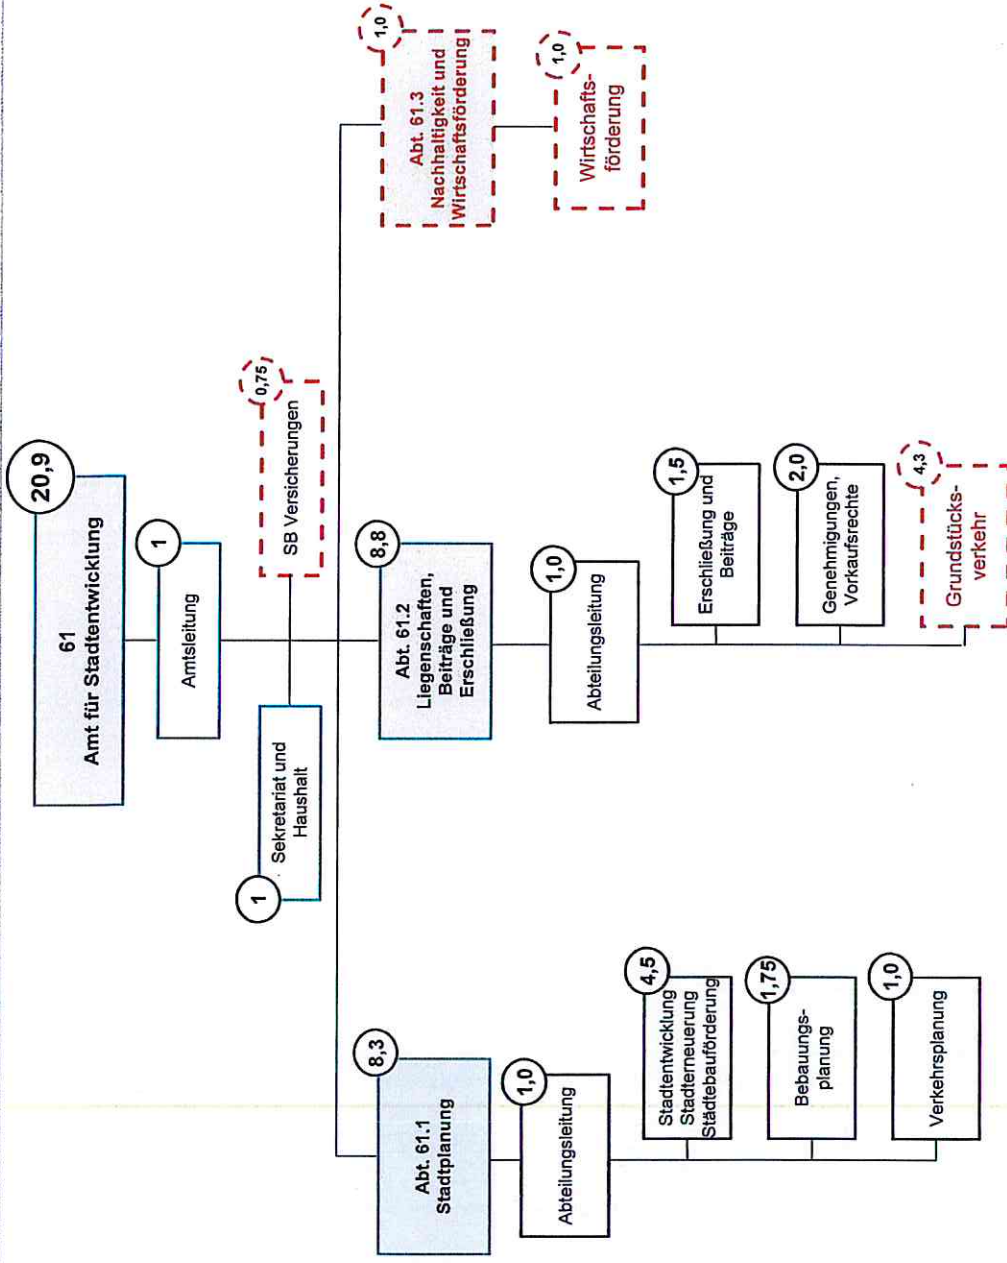 20,9
61
Amt für Stadtentwicklung
1
Amtsleitung
1
Sekretariat und
Haushalt
0,75
SB Versicherungen
8,3
Abt. 61.1
Stadtplanung
1,0
Abteilungsleitung
4,5
Stadtentwicklung
Stadterneuerung
Städtebauförderung
1,75
Bebauungs-
planung
1,0
Verkehrsplanung
8,8
Abt. 61.2
Liegenschaften,
Beiträge und
Erschließung
1,0
Abteilungsleitung
1,5
Erschließung und
Beiträge
2,0
Genehmigungen,
Vorkaufsrechte
4,3
Grundstücks-
verkehr
1,0
Abt. 61.3
Nachhaltigkeit und
Wirtschaftsförderung
1,0
Wirtschafts-
förderung